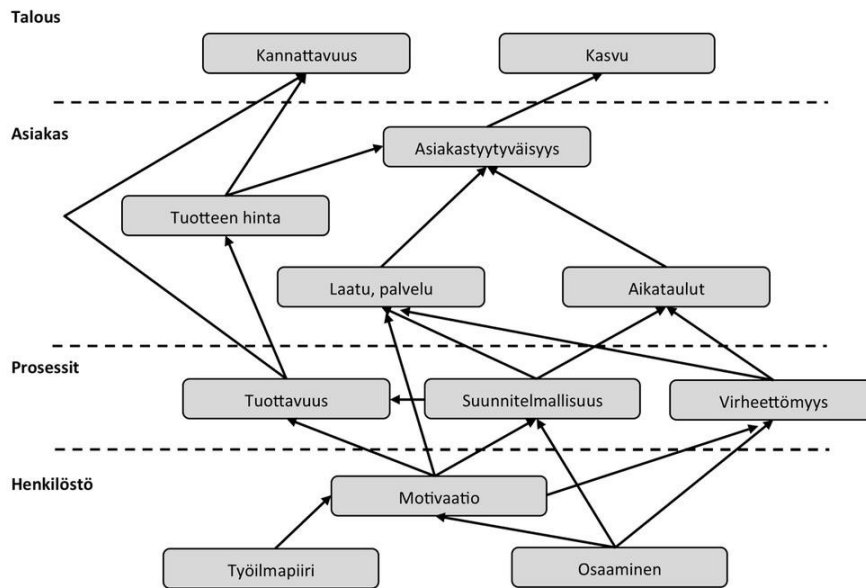 Talous
Kannattavuus
Kasvu
Asiakas
Asiakastyytyväisyys
Tuotteen hinta
Laatu, palvelu
Aikataulut
Prosessit
Tuottavuus
Suunnitelmallisuus
Virheettömyys
Henkilöstö
Motivaatio
Työilmapiiri
Osaaminen